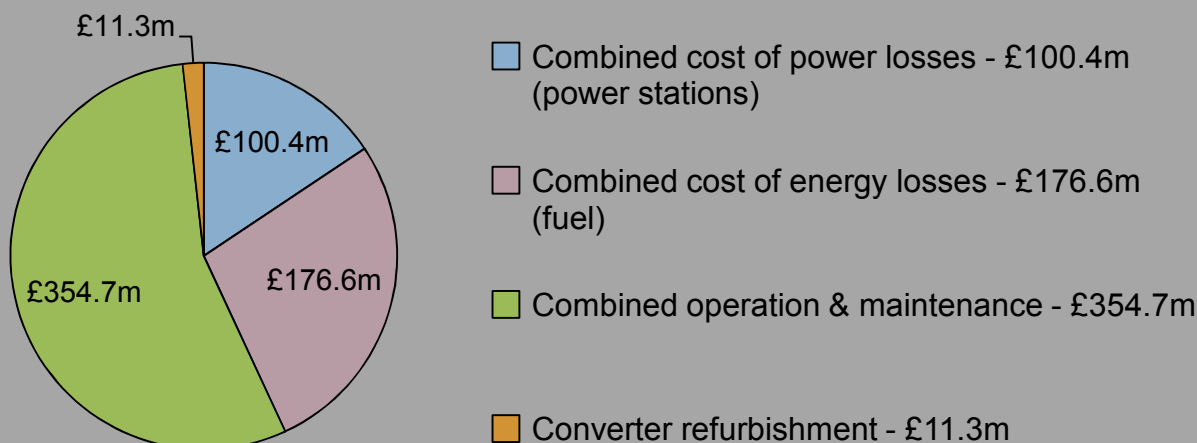 £11.3m
£100.4m
£176.6m
£354.7m
Combined cost of power losses - £100.4m
(power stations)
Combined cost of energy losses - £176.6m
(fuel)
Combined operation & maintenance - £354.7m
Converter refurbishment - £11.3m